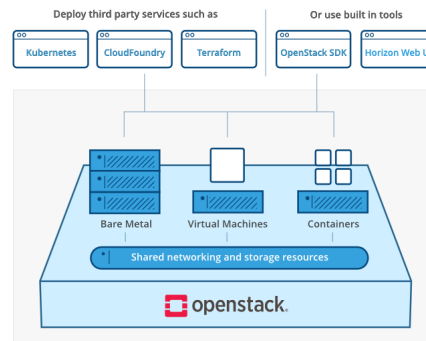 Deploy third party services such as
Or use built in tools
Kubernetes
CloudFoundry
Terraform
OpenStack SDK
Horizon Web U
Bare Metal
Virtual Machines
Containers
Shared networking and storage resources
openstack.